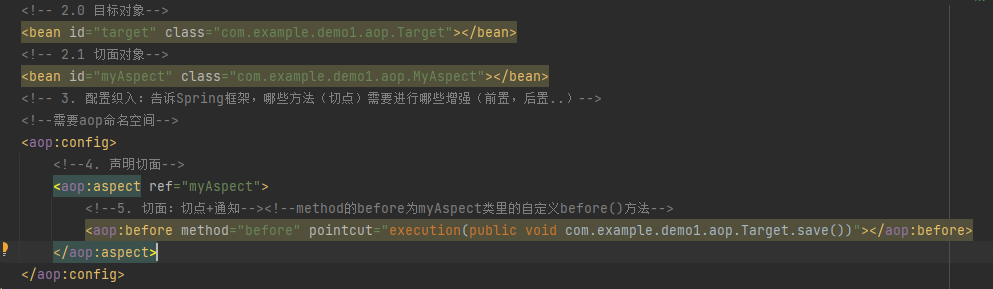 <!-- 2.0 目标对象-->
<bean id="target" class="com.example.demo1.aop.Target"></bean>
<!-- 2.1 切面对象-->
<bean id="myAspect" class="com.example.demo1.aop.MyAspect"></bean>
<!-- 3. 配置织入：告诉Spring框架，哪些方法（切点）需要进行哪些增强（前置，后置..）-->
<!--需要aop命名空间-->
<aop:config>
    <!--4. 声明切面-->
    <aop:aspect ref="myAspect">
        <!--5. 切面：切点+通知--><!--method的before为myAspect类里的自定义before()方法-->
        <aop:before method="before" pointcut="execution(public void com.example.demo1.aop.Target.save())"></aop:before>
    </aop:aspect>
</aop:config>